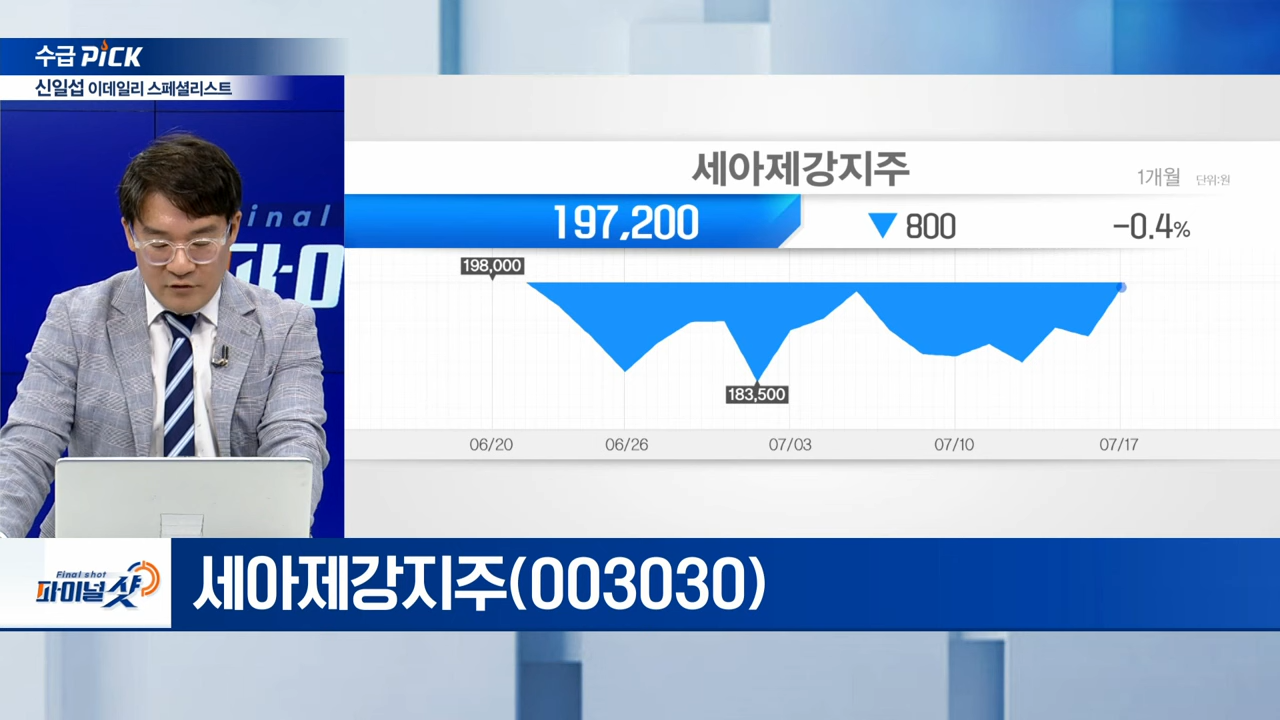 수급 PiCK
신일섭 이데일리 스페셜리스트
inal
파이
세아제강지주
1개월 단위:원
197,200 ▼ 800 -0.4%
198,000
183,500
06/20 06/26 07/03 07/10 07/17
Final shot
파이널샷
세아제강지주(003030)